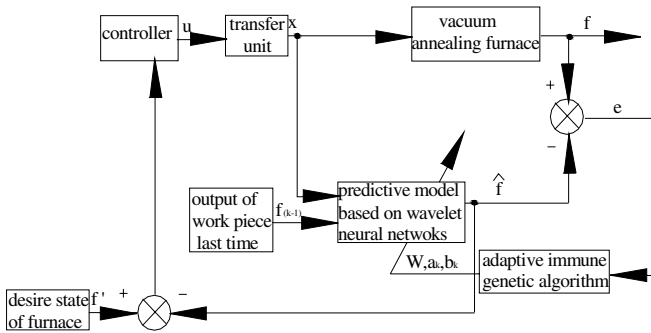 controller
u
transfer
unit
x
vacuum
annealing furnace
f
+
e
−
output of
work piece
last time
f(k-1)
predictive model
based on wavelet
neural netwoks
f̂
W,aₖ,bₖ
adaptive immune
genetic algorithm
desire state
of furnace
f'
+
−